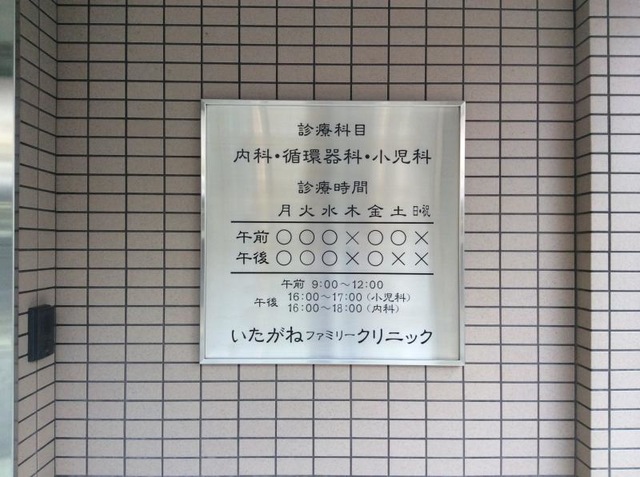 診療科目
内科・循環器科・小児科
診療時間
月 火 水 木 金 土 日・祝
午前 ○ ○ ○ × ○ ○ ×
午後 ○ ○ ○ × ○ × ×
午前 9:00～12:00
午後 16:00～17:00(小児科)
16:00～18:00(内科)
いたがねファミリークリニック